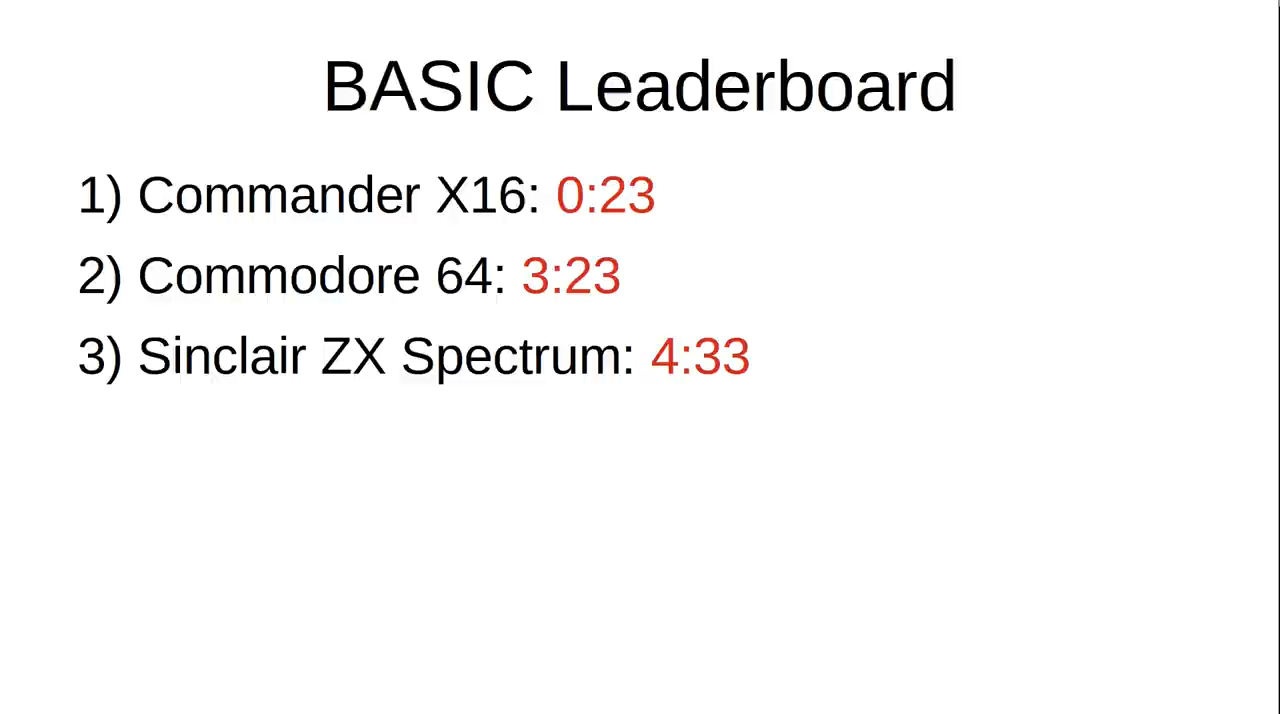 BASIC Leaderboard
1) Commander X16: 0:23
2) Commodore 64: 3:23
3) Sinclair ZX Spectrum: 4:33